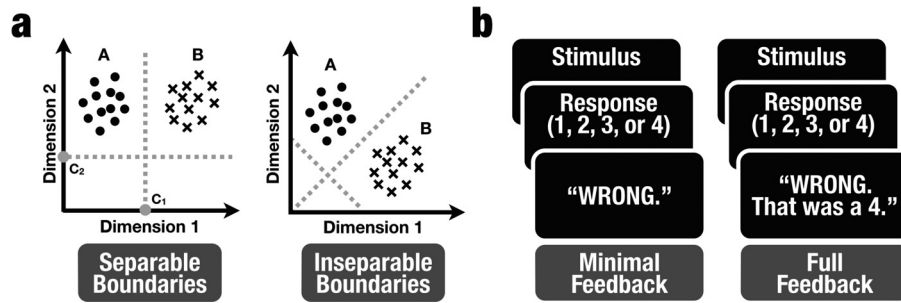 a
A
B
Dimension 2
C₂
C₁
Dimension 1
Separable
Boundaries
A
B
Dimension 2
Dimension 1
Inseparable
Boundaries
b
Stimulus
Response
(1, 2, 3, or 4)
“WRONG.”
Minimal
Feedback
Stimulus
Response
(1, 2, 3, or 4)
“WRONG.
That was a 4.”
Full
Feedback